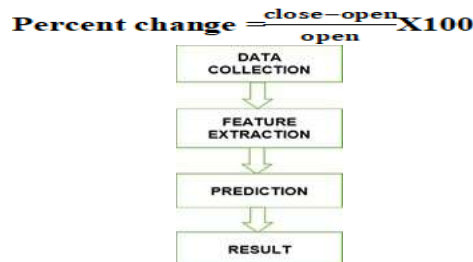 Percent change = close−open/open X100
DATA
COLLECTION
FEATURE
EXTRACTION
PREDICTION
RESULT